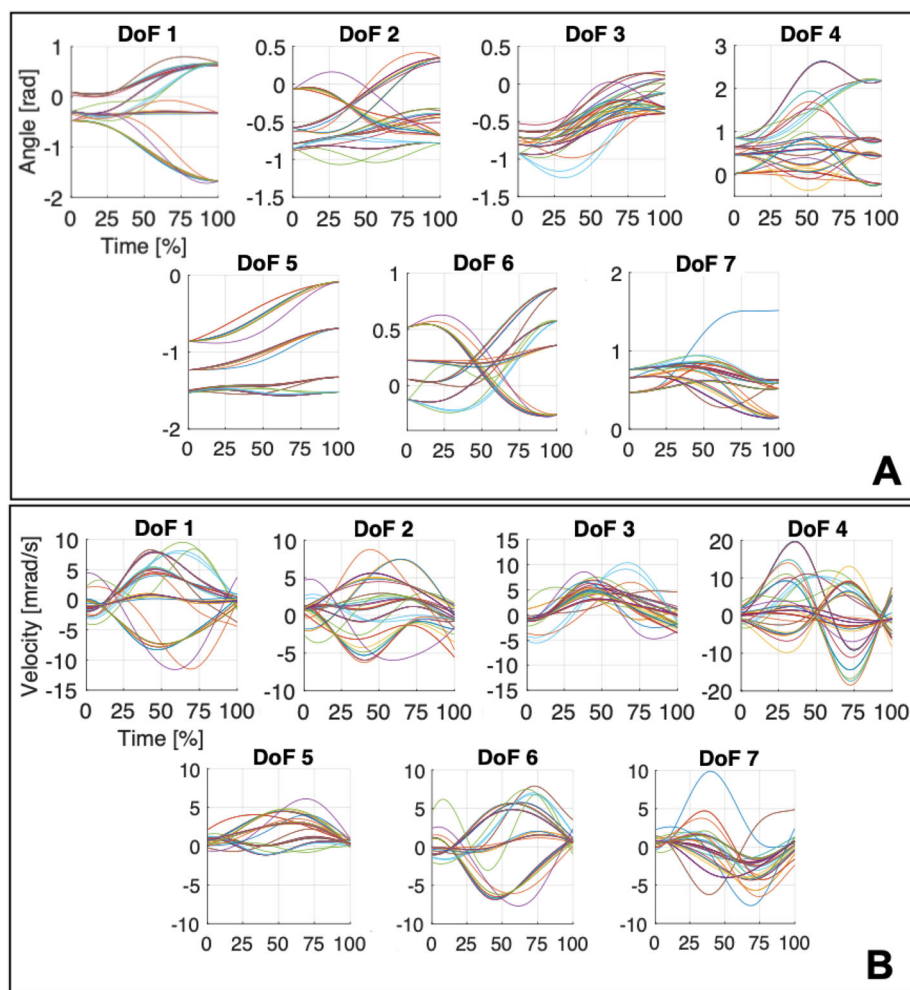 DoF 1 DoF 2 DoF 3 DoF 4
1 0.5 0.5 3
0 0 0 2
Angle [rad]
-0.5 -0.5 1
-1 -1 -1 0
-2 -1.5 -1.5
0 25 50 75 100 0 25 50 75 100 0 25 50 75 100 0 25 50 75 100
Time [%]
DoF 5 DoF 6 DoF 7
0 1 2
-1 0.5 1
0
-2 0
0 25 50 75 100 0 25 50 75 100 0 25 50 75 100
A
DoF 1 DoF 2 DoF 3 DoF 4
10 10 15 20
5 5 10 10
0 0 5 0
Velocity [mrad/s]
-5 -5 0 -10
-10 -5
-15 -10 -10 -20
-15
0 25 50 75 100 0 25 50 75 100 0 25 50 75 100 0 25 50 75 100
Time [%]
DoF 5 DoF 6 DoF 7
10 10 10
5 5 5
0 0 0
-5 -5 -5
-10 -10 -10
0 25 50 75 100 0 25 50 75 100 0 25 50 75 100
B